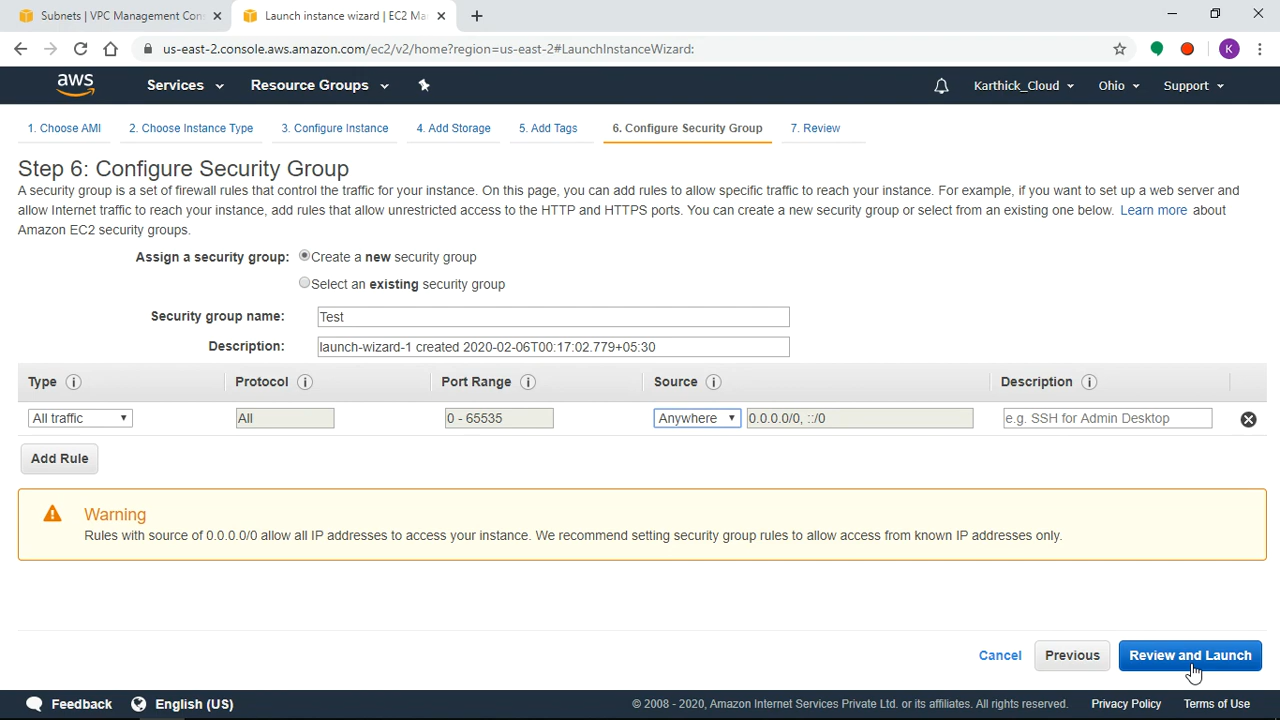 Subnets | VPC Management Con
Launch instance wizard | EC2 Ma
us-east-2.console.aws.amazon.com/ec2/v2/home?region=us-east-2#LaunchInstanceWizard:
K
aws
Services
Resource Groups
Karthick_Cloud
Ohio
Support
1. Choose AMI
2. Choose Instance Type
3. Configure Instance
4. Add Storage
5. Add Tags
6. Configure Security Group
7. Review
Step 6: Configure Security Group
A security group is a set of firewall rules that control the traffic for your instance. On this page, you can add rules to allow specific traffic to reach your instance. For example, if you want to set up a web server and
allow Internet traffic to reach your instance, add rules that allow unrestricted access to the HTTP and HTTPS ports. You can create a new security group or select from an existing one below. Learn more about
Amazon EC2 security groups.
Assign a security group: Create a new security group
Select an existing security group
Security group name: Test
Description: launch-wizard-1 created 2020-02-06T00:17:02.779+05:30
Type i Protocol i Port Range i Source i Description i
All traffic All 0 - 65535 Anywhere 0.0.0.0/0, ::/0 e.g. SSH for Admin Desktop
Add Rule
Warning
Rules with source of 0.0.0.0/0 allow all IP addresses to access your instance. We recommend setting security group rules to allow access from known IP addresses only.
Cancel
Previous
Review and Launch
Feedback
English (US)
© 2008 - 2020, Amazon Internet Services Private Ltd. or its affiliates. All rights reserved.
Privacy Policy
Terms of Use